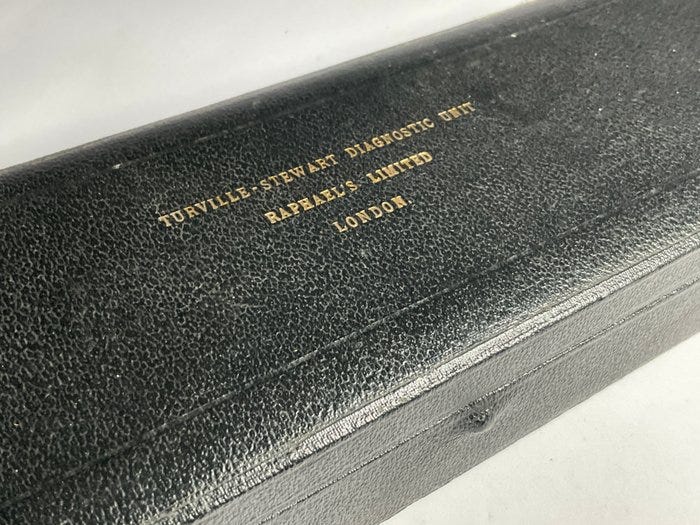 TURVILLE-STEWART DIAGNOSTIC UNIT
RAPHAEL'S LIMITED
LONDON.